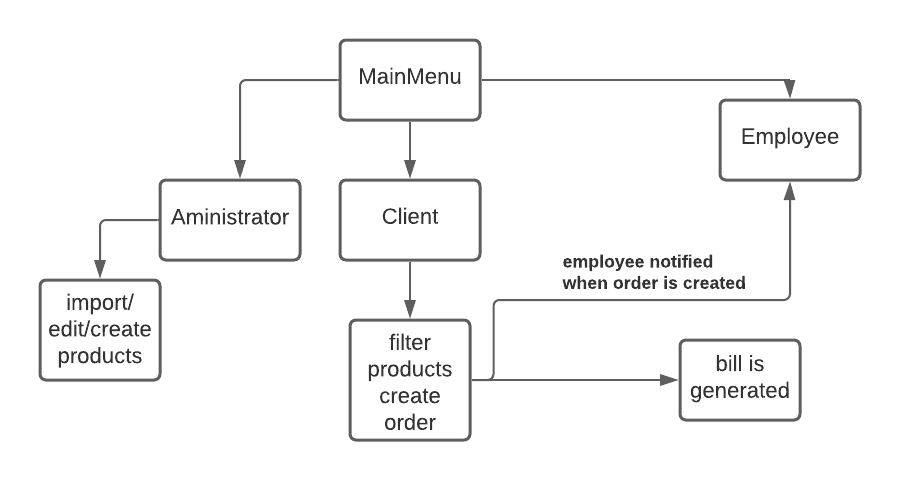 MainMenu
Employee
Aministrator
Client
employee notified
when order is created
import/
edit/create
products
filter
products
create
order
bill is
generated